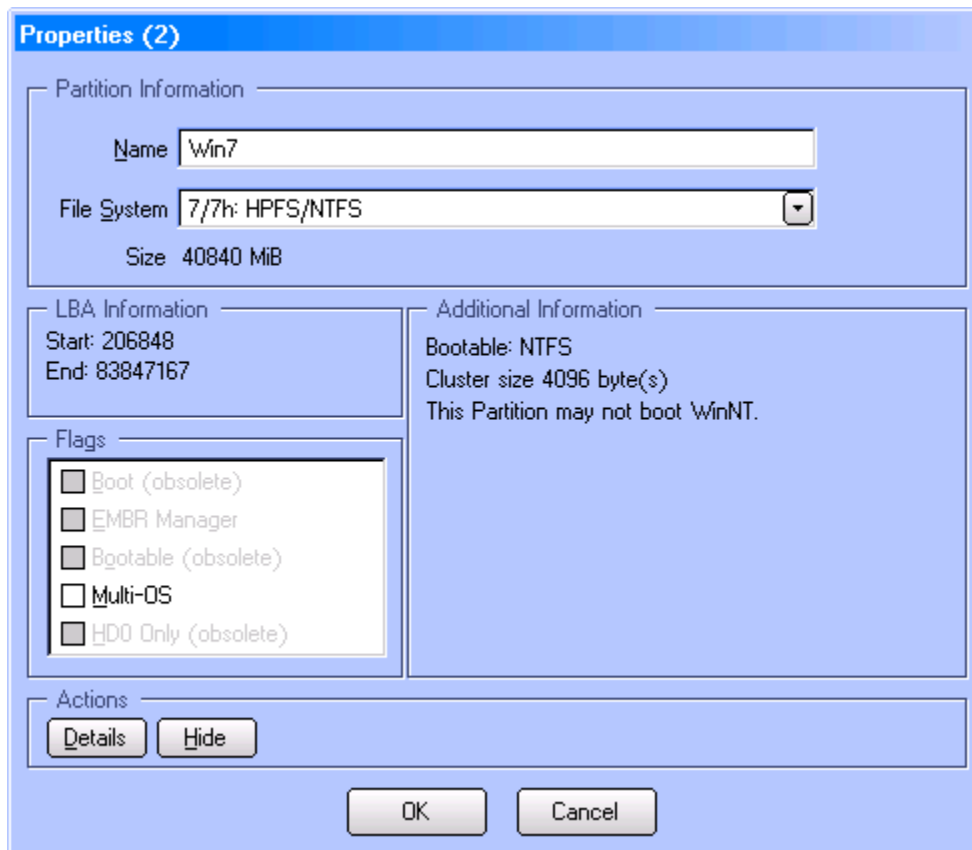 Properties (2)
Partition Information
Name Win7
File System 7/7h: HPFS/NTFS
Size 40840 MiB
LBA Information
Start: 206848
End: 83847167
Additional Information
Bootable: NTFS
Cluster size 4096 byte(s)
This Partition may not boot WinNT.
Flags
Boot (obsolete)
EMBR Manager
Bootable (obsolete)
Multi-OS
HD0 Only (obsolete)
Actions
Details Hide
OK Cancel